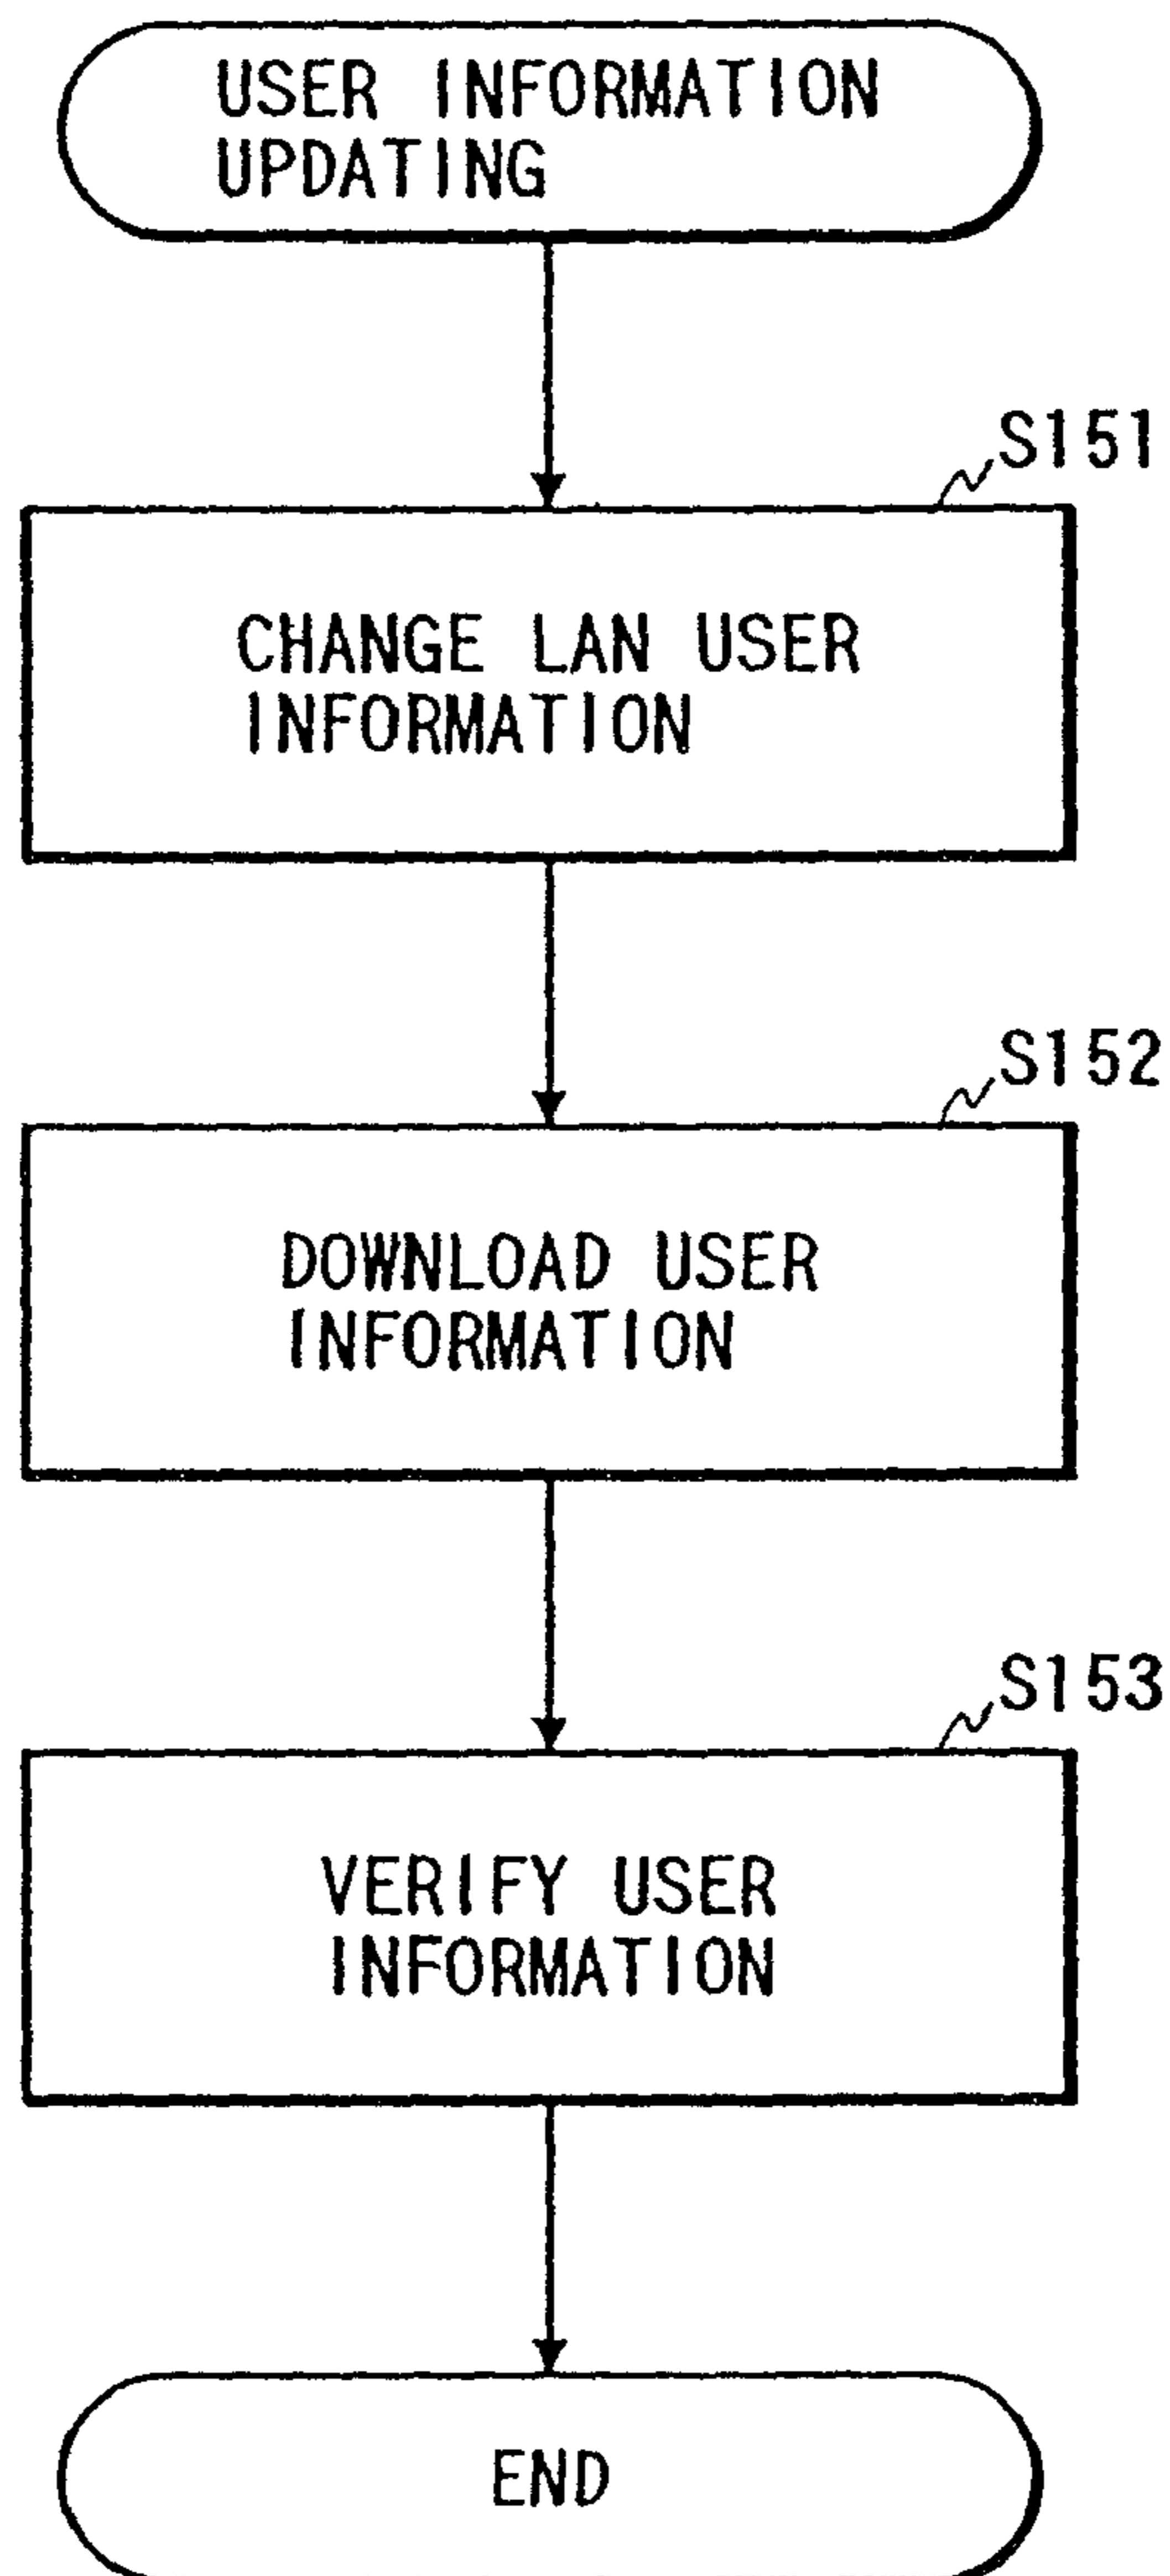 USER INFORMATION
UPDATING
S151
CHANGE LAN USER
INFORMATION
S152
DOWNLOAD USER
INFORMATION
S153
VERIFY USER
INFORMATION
END